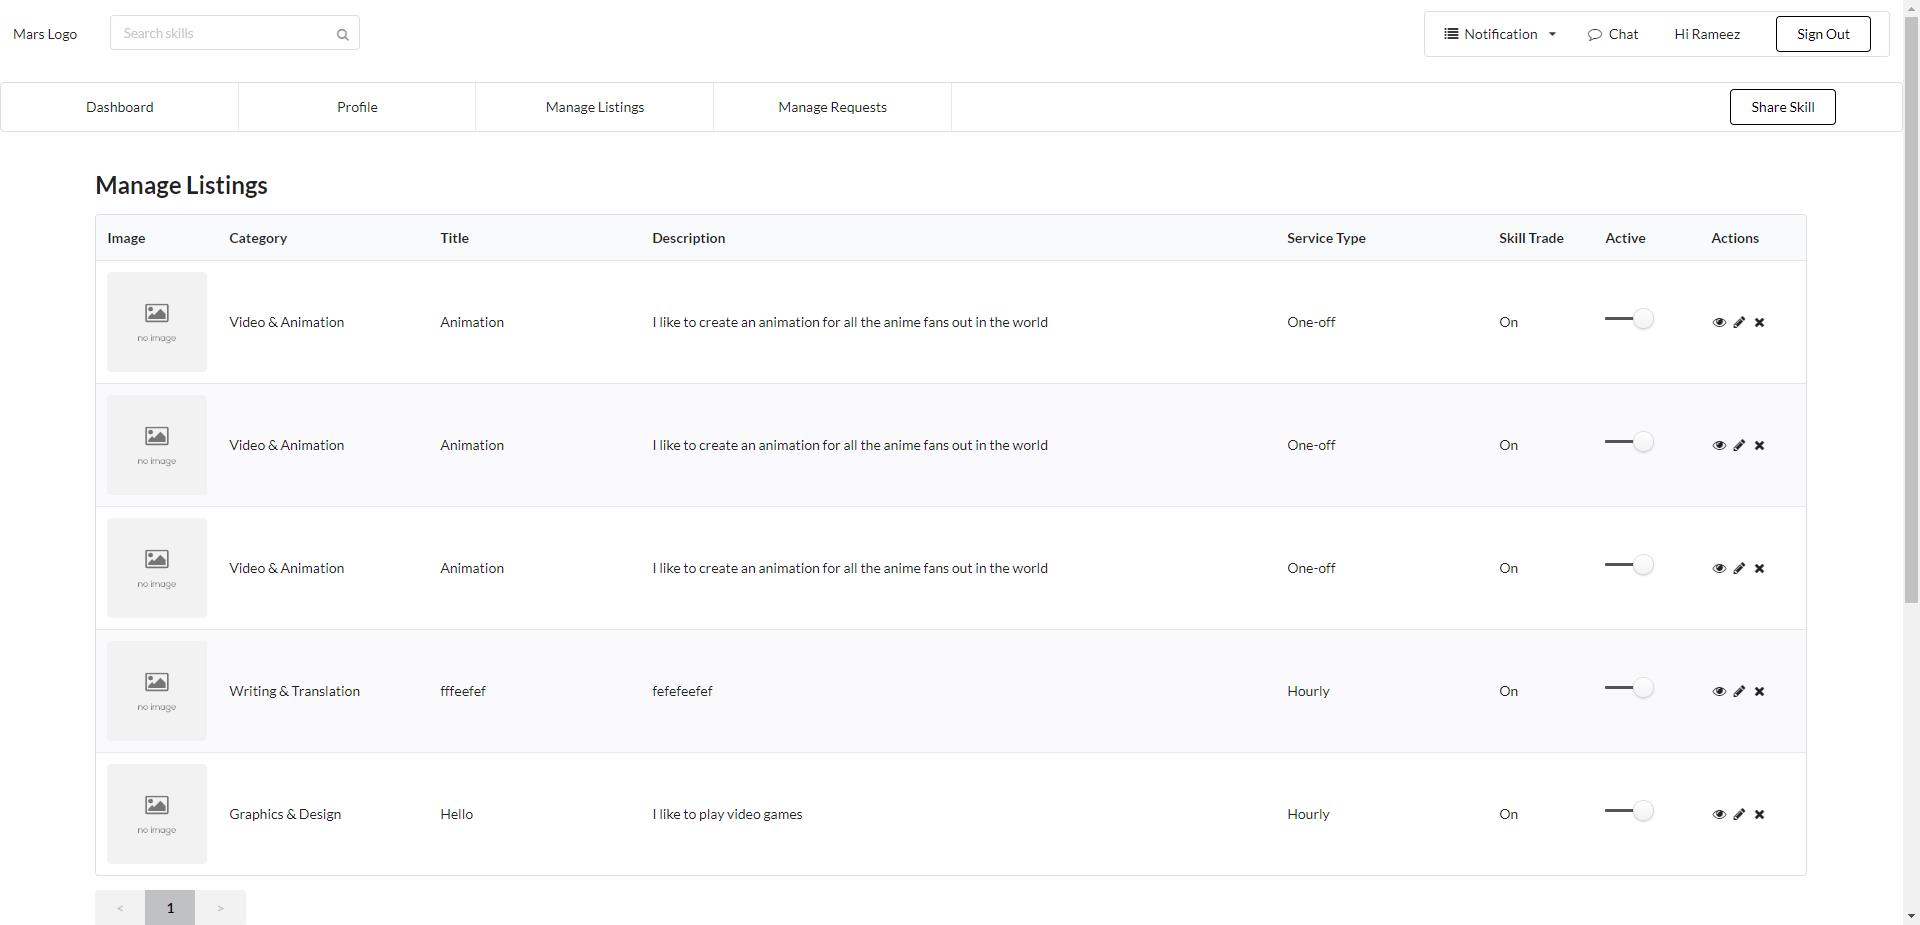 Mars Logo Search skills Notification Chat Hi Rameez Sign Out
Dashboard Profile Manage Listings Manage Requests Share Skill
Manage Listings
Image Category Title Description Service Type Skill Trade Active Actions
Video & Animation Animation I like to create an animation for all the anime fans out in the world One-off On
no image
Video & Animation Animation I like to create an animation for all the anime fans out in the world One-off On
no image
Video & Animation Animation I like to create an animation for all the anime fans out in the world One-off On
no image
Writing & Translation fffeefef fefefeefef Hourly On
no image
Graphics & Design Hello I like to play video games Hourly On
no image
< 1 >